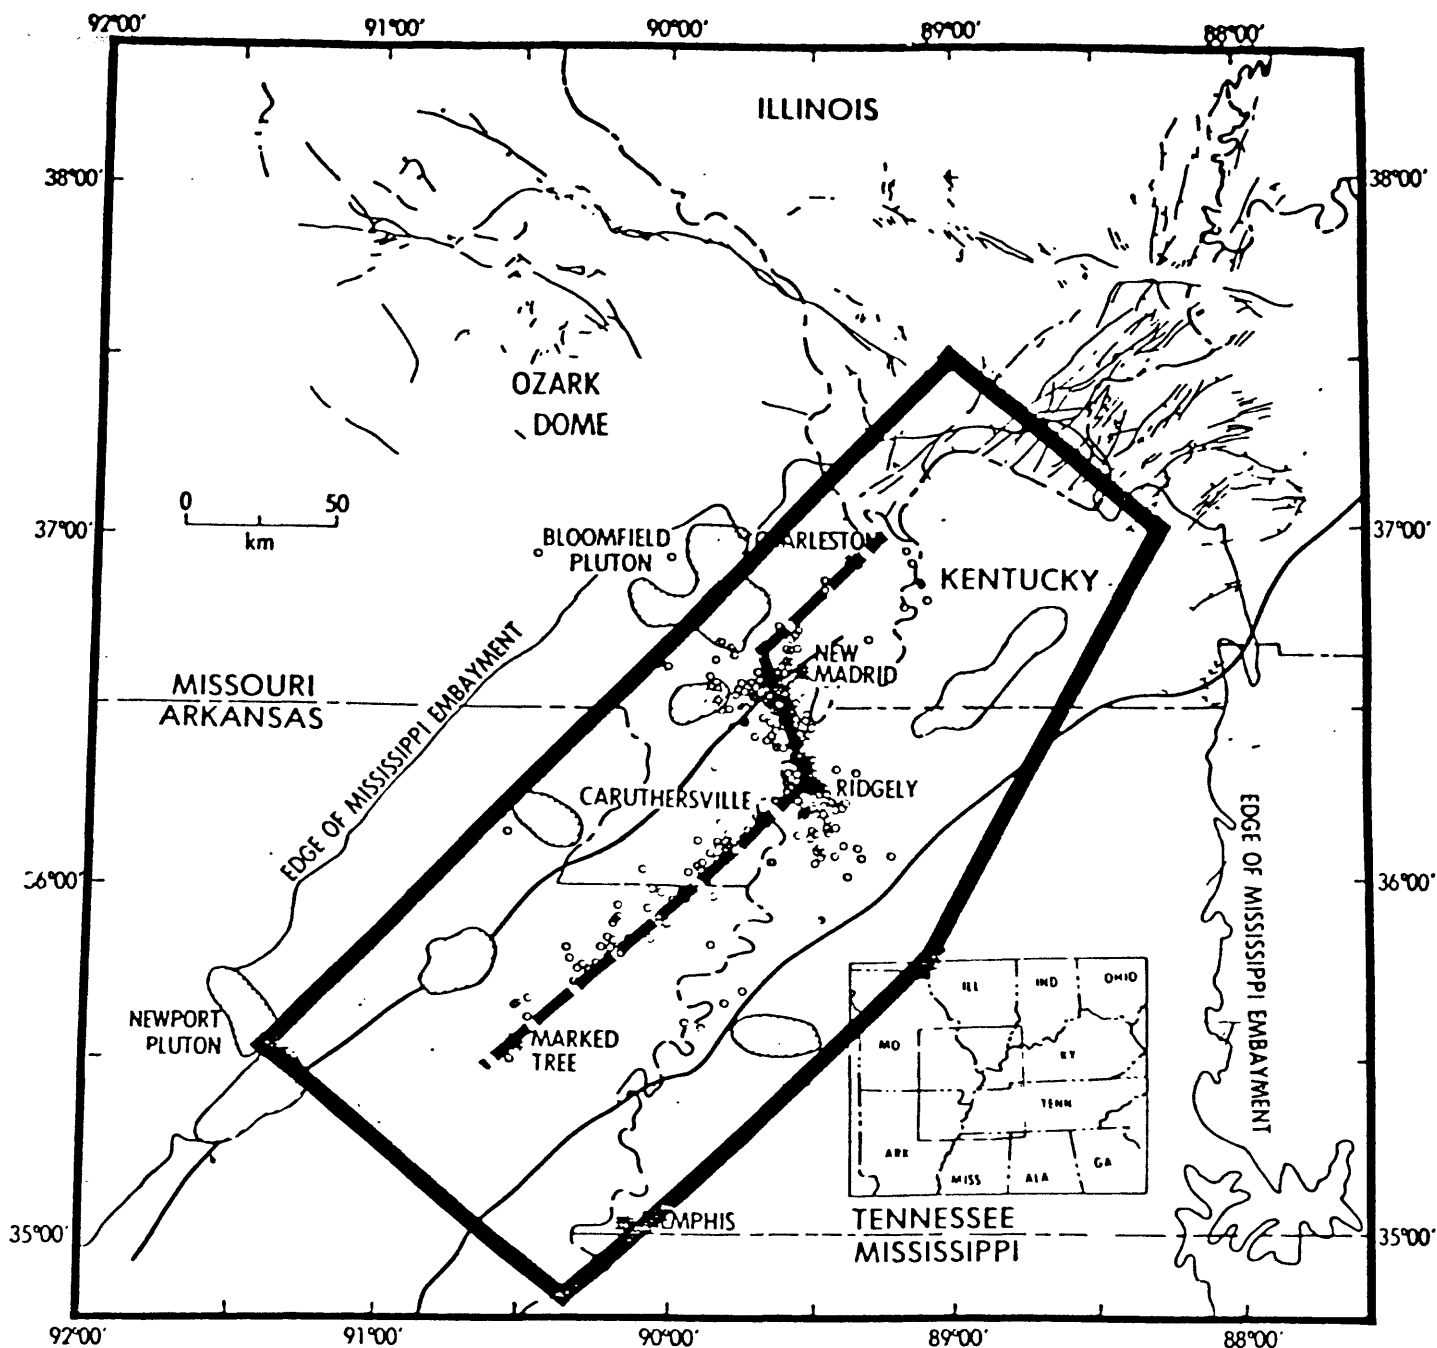 92°00′
91°00′
90°00′
89°00′
88°00′
ILLINOIS
38°00′
38°00′
OZARK
DOME
0 50
km
37°00′
37°00′
BLOOMFIELD
PLUTON
KENTUCKY
NEW
MADRID
MISSOURI
ARKANSAS
EDGE OF MISSISSIPPI EMBAYMENT
CARUTHERSVILLE
RIDGELY
36°00′
EDGE OF MISSISSIPPI EMBAYMENT
NEWPORT
PLUTON
MARKED
TREE
ILL
IND
OHIO
MO
KY
TENN
ARK
MISS
ALA
GA
35°00′
35°00′
TENNESSEE
MISSISSIPPI
92°00′
91°00′
90°00′
89°00′
88°00′